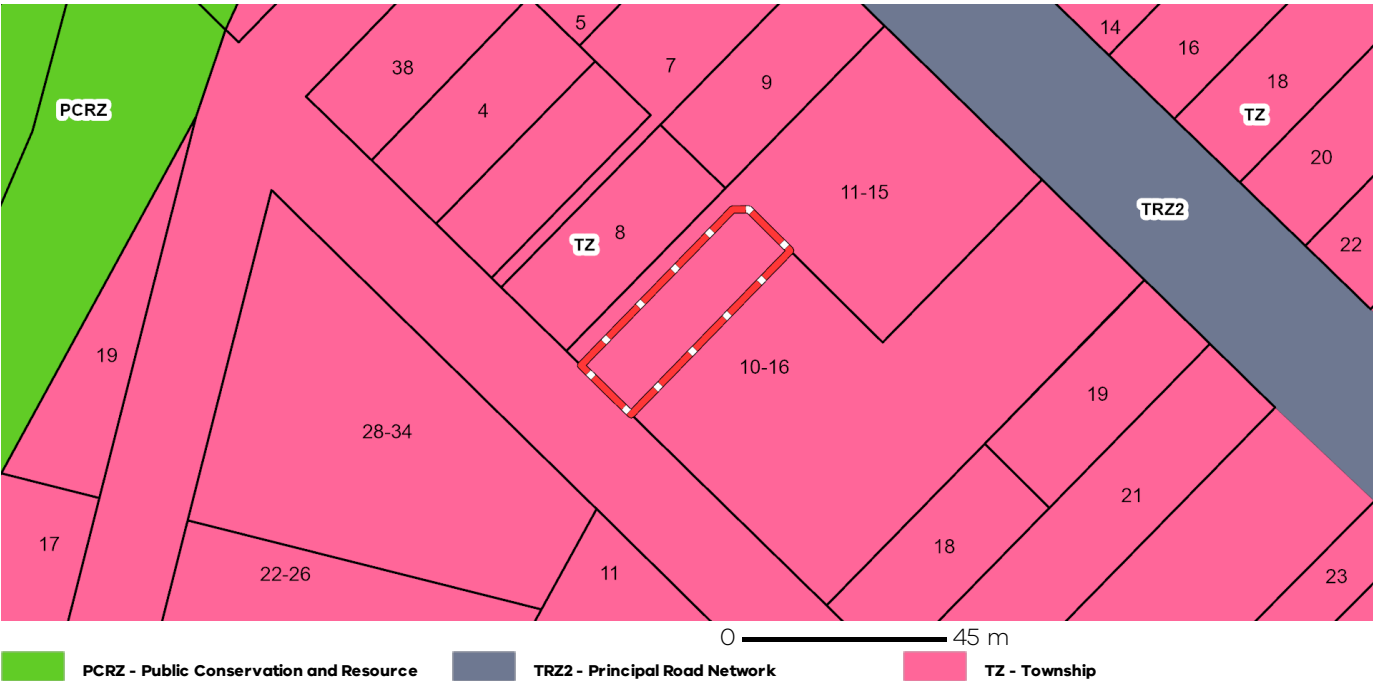 5
14
16
38
7
9
18
4
PCRZ
TZ
20
11-15
TRZ2
8
TZ
22
19
10-16
19
28-34
21
17
18
22-26
11
23
0 45 m
PCRZ - Public Conservation and Resource
TRZ2 - Principal Road Network
TZ - Township